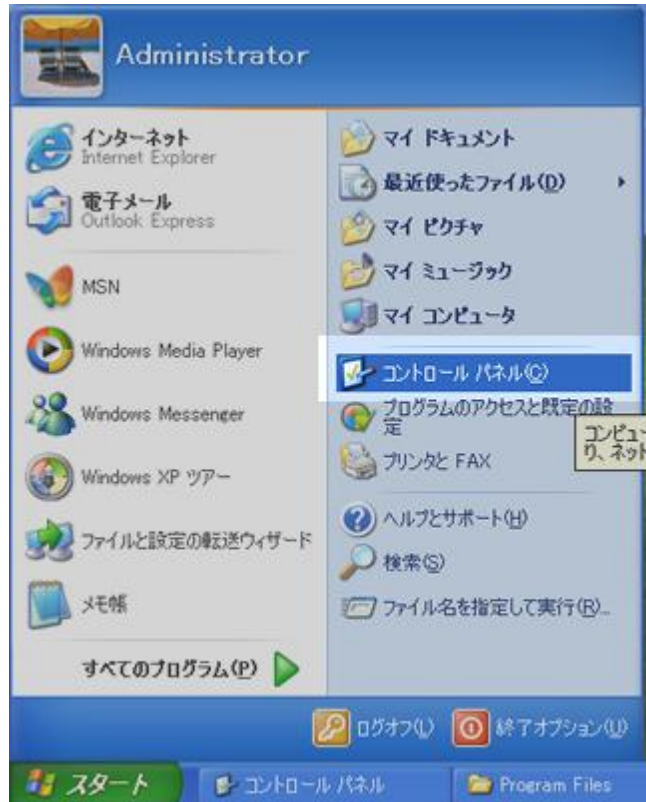 Administrator
インターネット
Internet Explorer
電子メール
Outlook Express
MSN
Windows Media Player
Windows Messenger
Windows XP ツアー
ファイルと設定の転送ウィザード
メモ帳
すべてのプログラム(P)
マイ ドキュメント
最近使ったファイル(D)
マイ ピクチャ
マイ ミュージック
マイ コンピュータ
コントロール パネル(C)
プログラムのアクセスと既定の設
定
コンピュー
り、ネット
プリンタと FAX
ヘルプとサポート(H)
検索(S)
ファイル名を指定して実行(R)...
ログオフ(L)
終了オプション(U)
スタート
コントロール パネル
Program Files